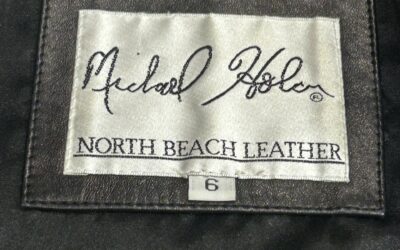 Michael Hoban ®
NORTH BEACH LEATHER
6